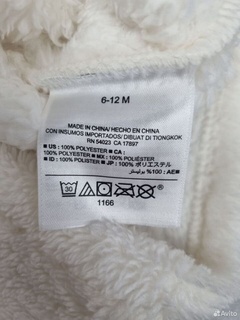 6-12 M
MADE IN CHINA/ HECHO EN CHINA
CON INSUMOS IMPORTADOS/ DIBUAT DI TIONGKOK
RN 54023 CA 17897
■ US : 100% POLYESTER ■ CA :
100% POLYESTER ■ MX : 100% POLIÉSTER
■ ID : 100% POLYESTER ■ JP : 100% ポリエステル
■ AE : 100% بوليستر
30
1166
Avito